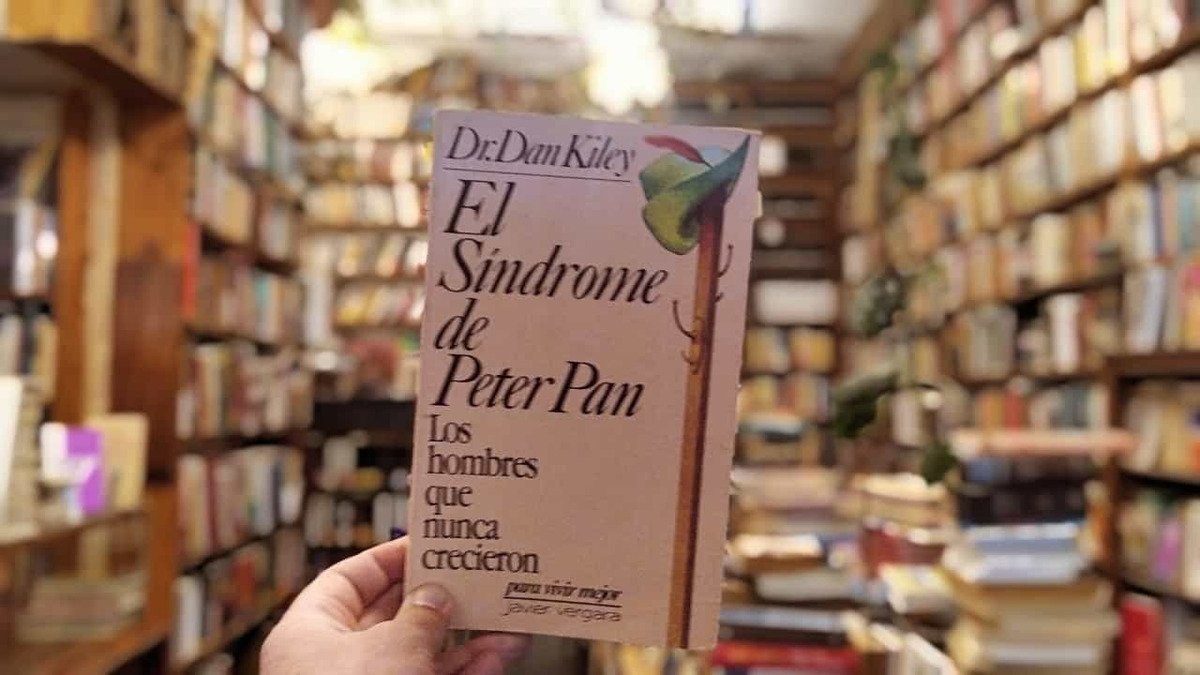 Dr. Dan Kiley
El
Síndrome
de
Peter Pan
Los
hombres
que
nunca
crecieron
para vivir mejor
javier vergara